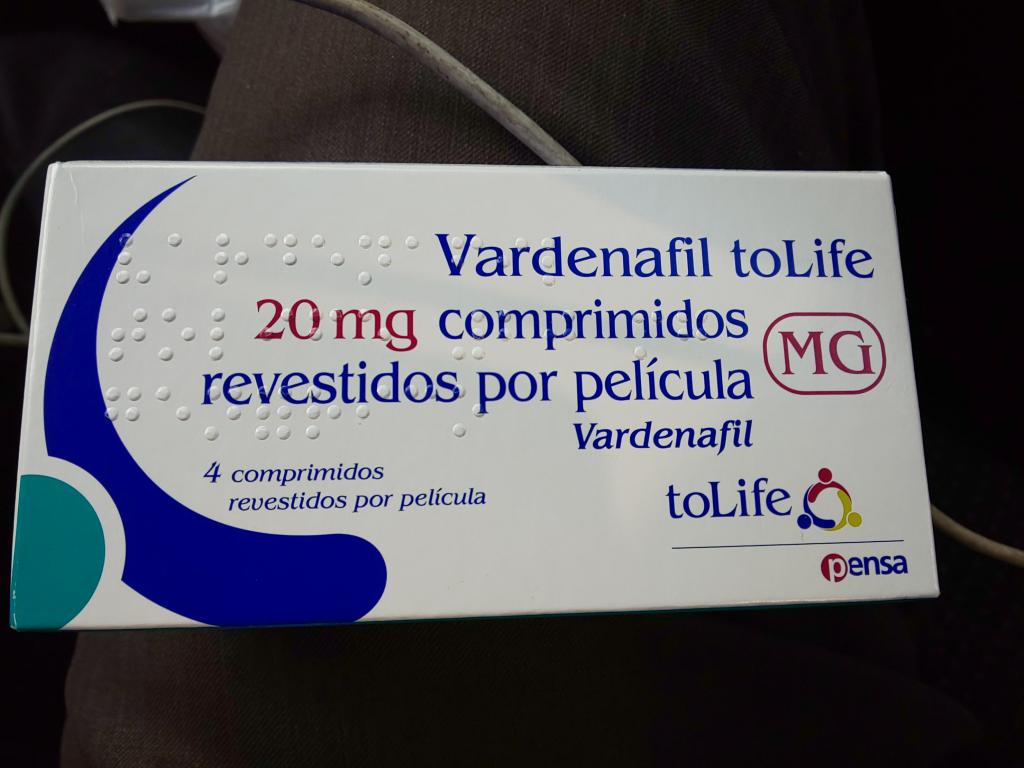 Vardenafil toLife
20 mg comprimidos
revestidos por película
MG
Vardenafil
4 comprimidos
revestidos por película
toLife
pensa